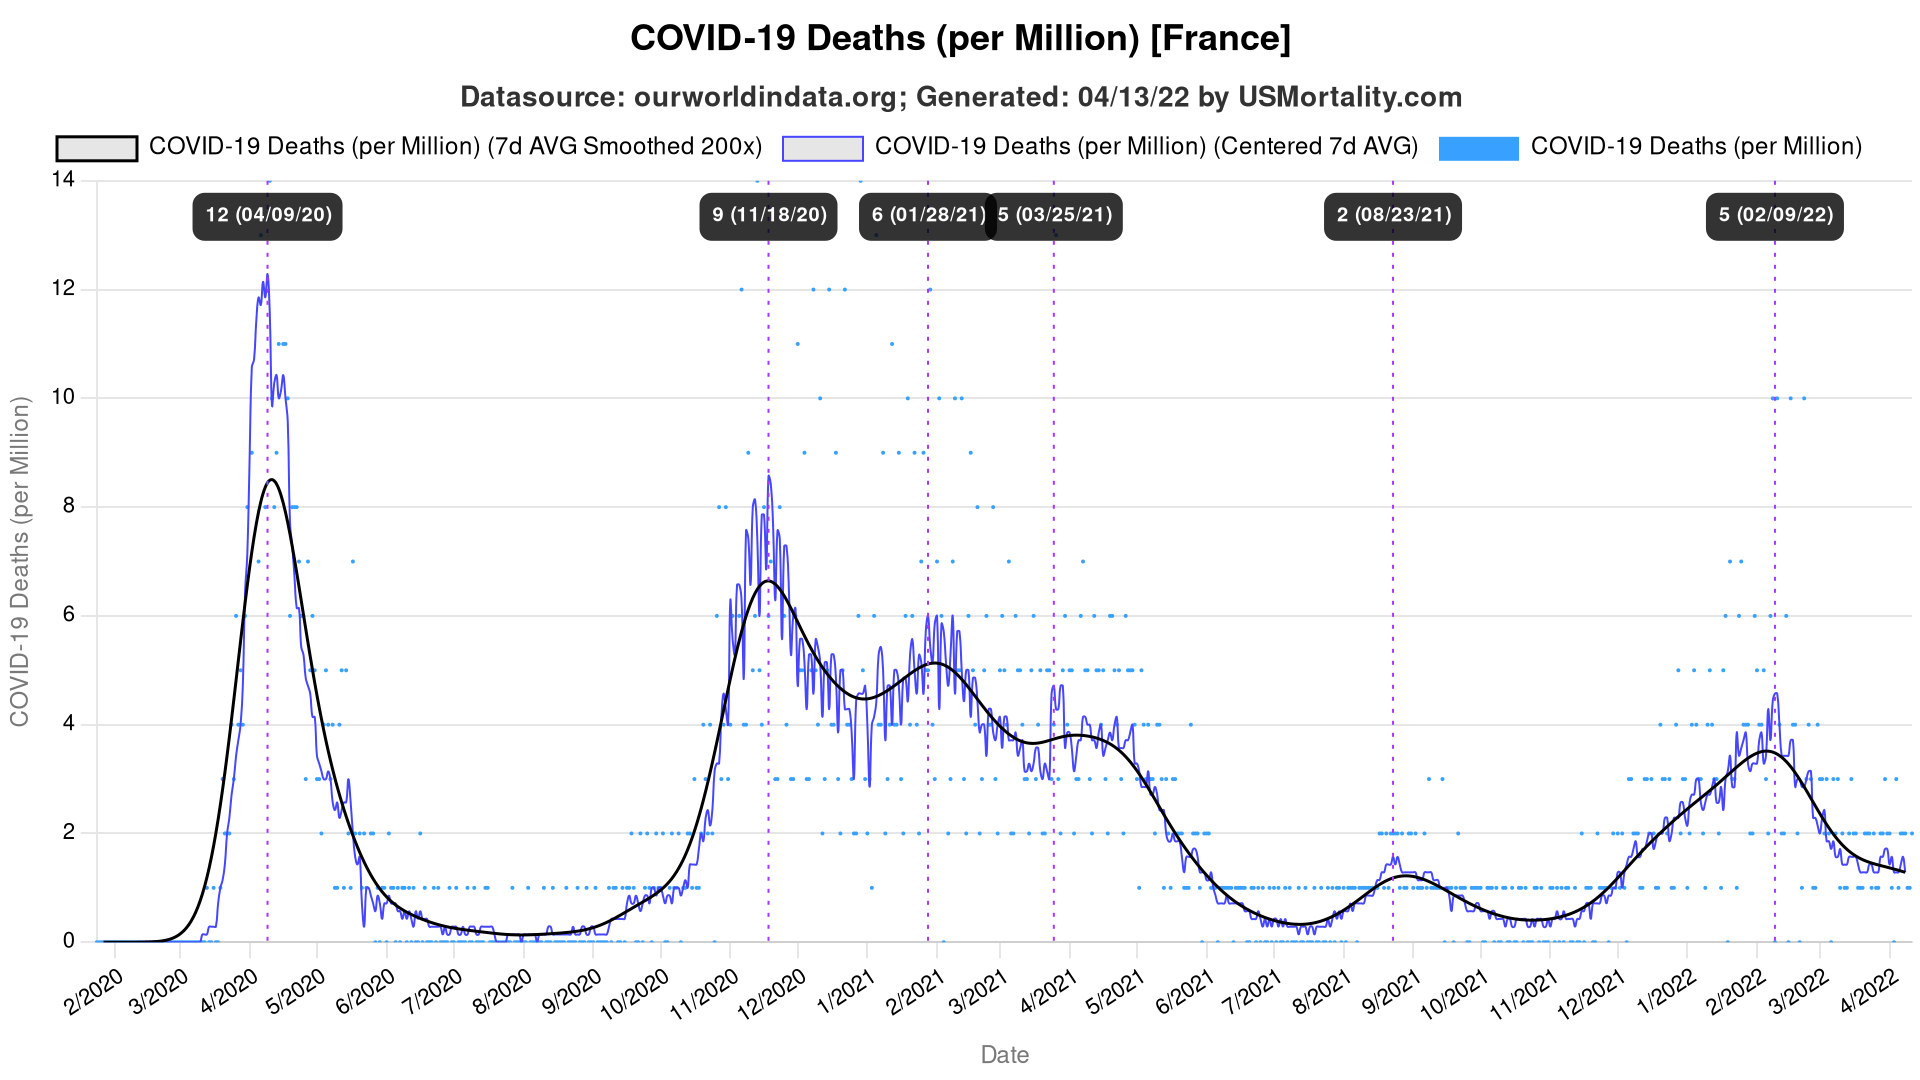 COVID-19 Deaths (per Million) [France]
Datasource: ourworldindata.org; Generated: 04/13/22 by USMortality.com
COVID-19 Deaths (per Million) (7d AVG Smoothed 200x) COVID-19 Deaths (per Million) (Centered 7d AVG) COVID-19 Deaths (per Million)
12 (04/09/20) 9 (11/18/20) 6 (01/28/21) 5 (03/25/21) 2 (08/23/21) 5 (02/09/22)
COVID-19 Deaths (per Million)
14
12
10
8
6
4
2
0
2/2020 3/2020 4/2020 5/2020 6/2020 7/2020 8/2020 9/2020 10/2020 11/2020 12/2020 1/2021 2/2021 3/2021 4/2021 5/2021 6/2021 7/2021 8/2021 9/2021 10/2021 11/2021 12/2021 1/2022 2/2022 3/2022 4/2022
Date